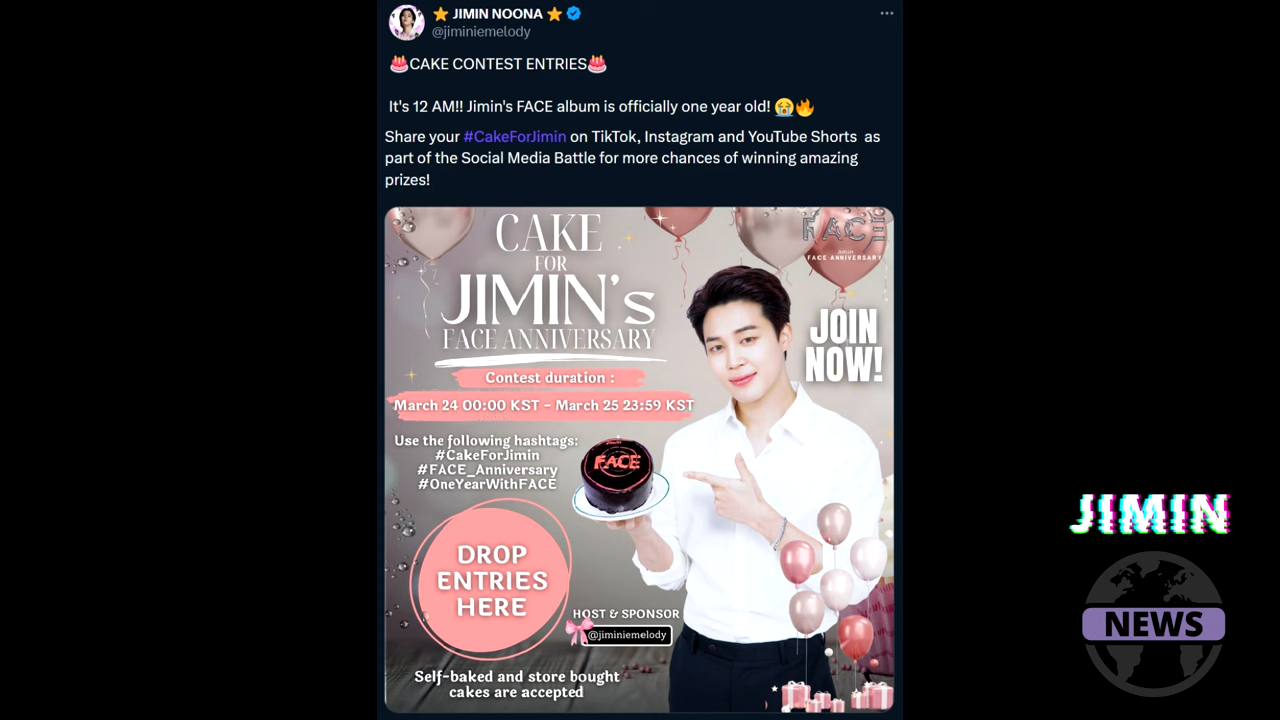 ⭐ JIMIN NOONA ⭐
@jiminiemelody
🎂CAKE CONTEST ENTRIES🎂
It's 12 AM!! Jimin's FACE album is officially one year old! 😭🔥
Share your #CakeForJimin on TikTok, Instagram and YouTube Shorts as
part of the Social Media Battle for more chances of winning amazing
prizes!
CAKE
FOR
JIMIN's
FACE ANNIVERSARY
FACE
Jimin
FACE ANNIVERSARY
JOIN
NOW!
Contest duration :
March 24 00:00 KST - March 25 23:59 KST
Use the following hashtags:
#CakeForJimin
#FACE_Anniversary
#OneYearWithFACE
FACE
DROP
ENTRIES
HERE
HOST & SPONSOR
@jiminiemelody
Self-baked and store bought
cakes are accepted
JIMIN
NEWS